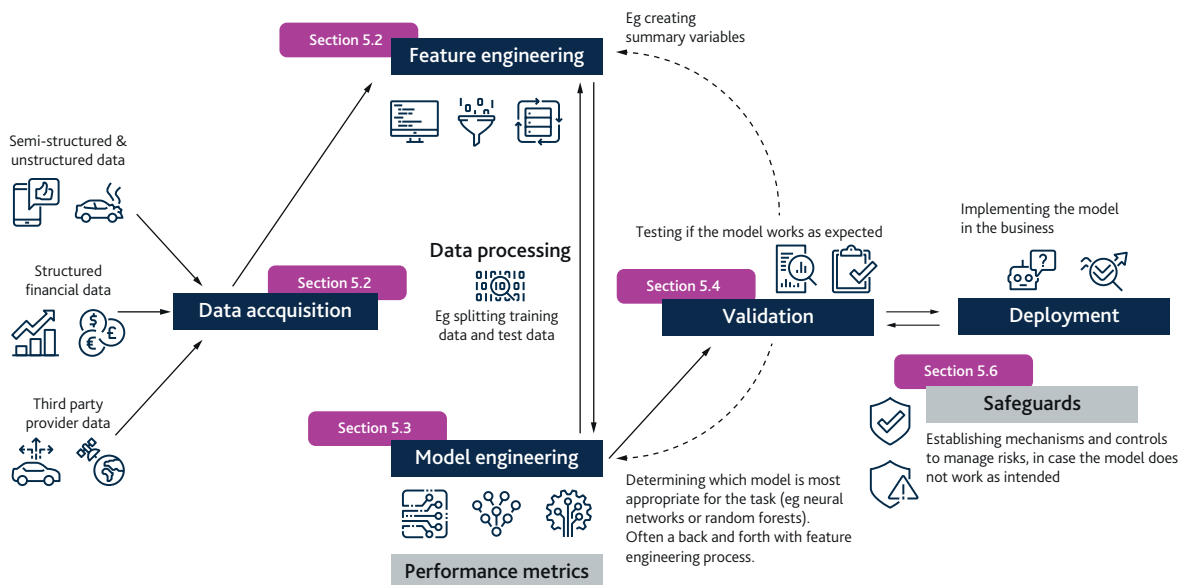 Eg creating
summary variables
Section 5.2
Feature engineering
Semi-structured &
unstructured data
Structured
financial data
Third party
provider data
Section 5.2
Data accquisition
Data processing
Eg splitting training
data and test data
Testing if the model works as expected
Section 5.4
Validation
Implementing the model
in the business
?
Deployment
Section 5.6
Safeguards
Establishing mechanisms and controls
to manage risks, in case the model does
not work as intended
Section 5.3
Model engineering
Determining which model is most
appropriate for the task (eg neural
networks or random forests).
Often a back and forth with feature
engineering process.
Performance metrics
$
£
€